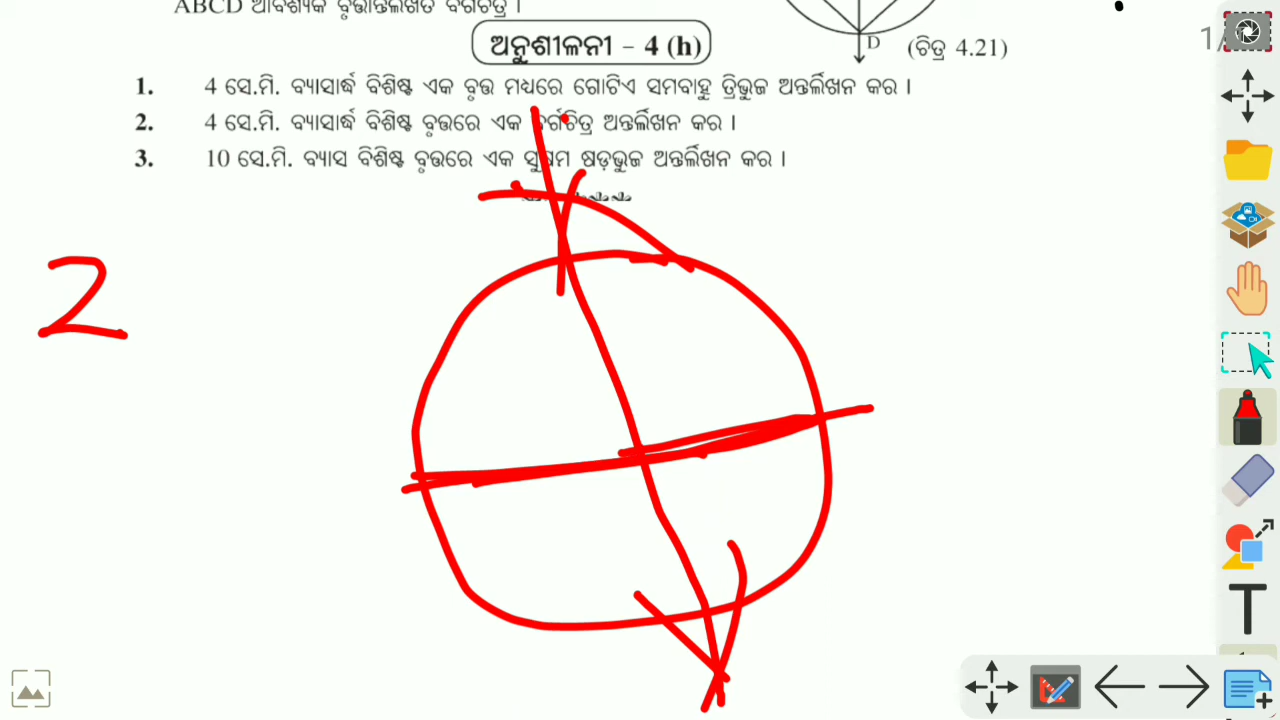 ABCD ଆବଶ୍ୟକ ବୃତ୍ତାନ୍ତର୍ଲିଖିତ ବର୍ଗଚିତ୍ର ।
D
(ଚିତ୍ର 4.21)
ଅନୁଶୀଳନୀ – 4 (h)
1. 4 ସେ.ମି. ବ୍ୟାସାର୍ଦ୍ଧ ବିଶିଷ୍ଟ ଏକ ବୃତ୍ତ ମଧ୍ୟରେ ଗୋଟିଏ ସମବାହୁ ତ୍ରିଭୁଜ ଅନ୍ତର୍ଲିଖନ କର ।
2. 4 ସେ.ମି. ବ୍ୟାସାର୍ଦ୍ଧ ବିଶିଷ୍ଟ ବୃତ୍ତରେ ଏକ ବର୍ଗଚିତ୍ର ଅନ୍ତର୍ଲିଖନ କର ।
3. 10 ସେ.ମି. ବ୍ୟାସ ବିଶିଷ୍ଟ ବୃତ୍ତରେ ଏକ ସୁଷମ ଷଡ଼ଭୁଜ ଅନ୍ତର୍ଲିଖନ କର ।
2